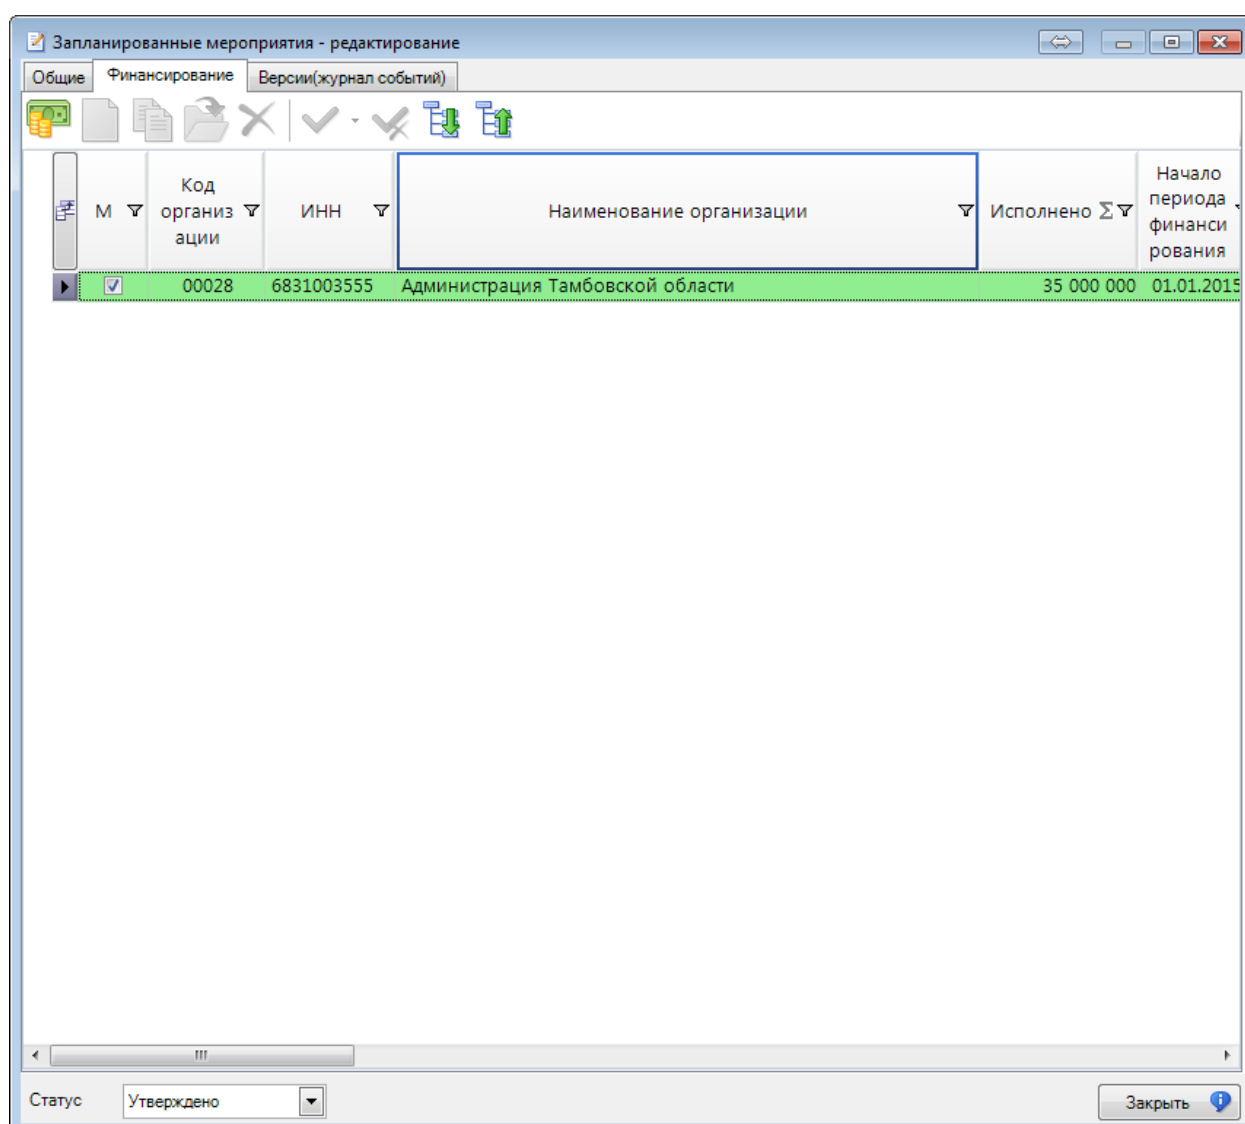 Запланированные мероприятия - редактирование
Общие Финансирование Версии(журнал событий)
М
Код
организ
ации
ИНН
Наименование организации
Исполнено Σ
Начало
периода
финанси
рования
00028 6831003555 Администрация Тамбовской области 35 000 000 01.01.2015
Статус Утверждено Закрыть